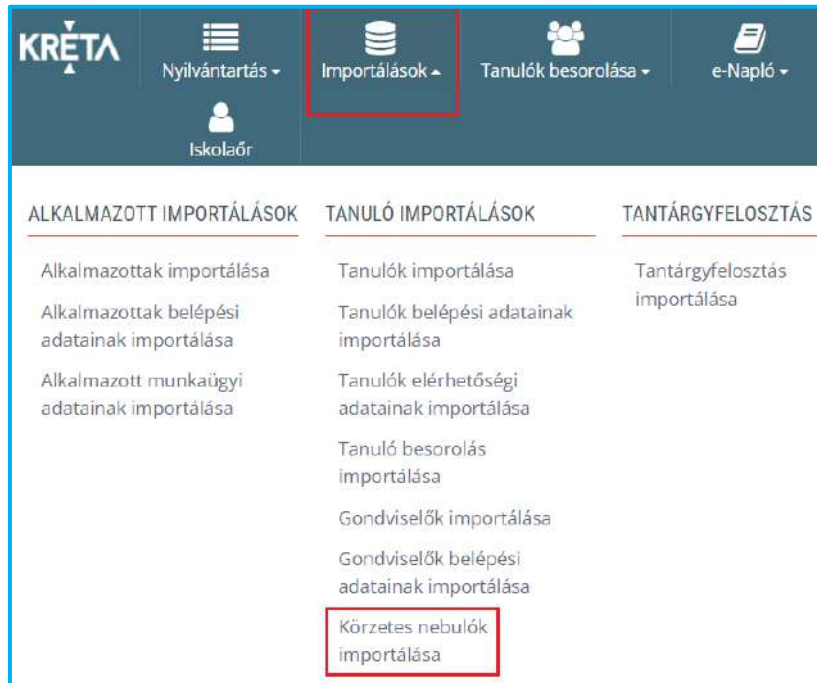 KRÉTA
Nyilvántartás
Importálások
Tanulók besorolása
e-Napló
Iskolaőr
ALKALMAZOTT IMPORTÁLÁSOK
Alkalmazottak importálása
Alkalmazottak belépési
adatainak importálása
Alkalmazott munkaügyi
adatainak importálása
TANULÓ IMPORTÁLÁSOK
Tanulók importálása
Tanulók belépési adatainak
importálása
Tanulók elérhetőségi
adatainak importálása
Tanuló besorolás
importálása
Gondviselők importálása
Gondviselők belépési
adatainak importálása
Körzetes nebulók
importálása
TANTÁRGYFELOSZTÁS
Tantárgyfelosztás
importálása